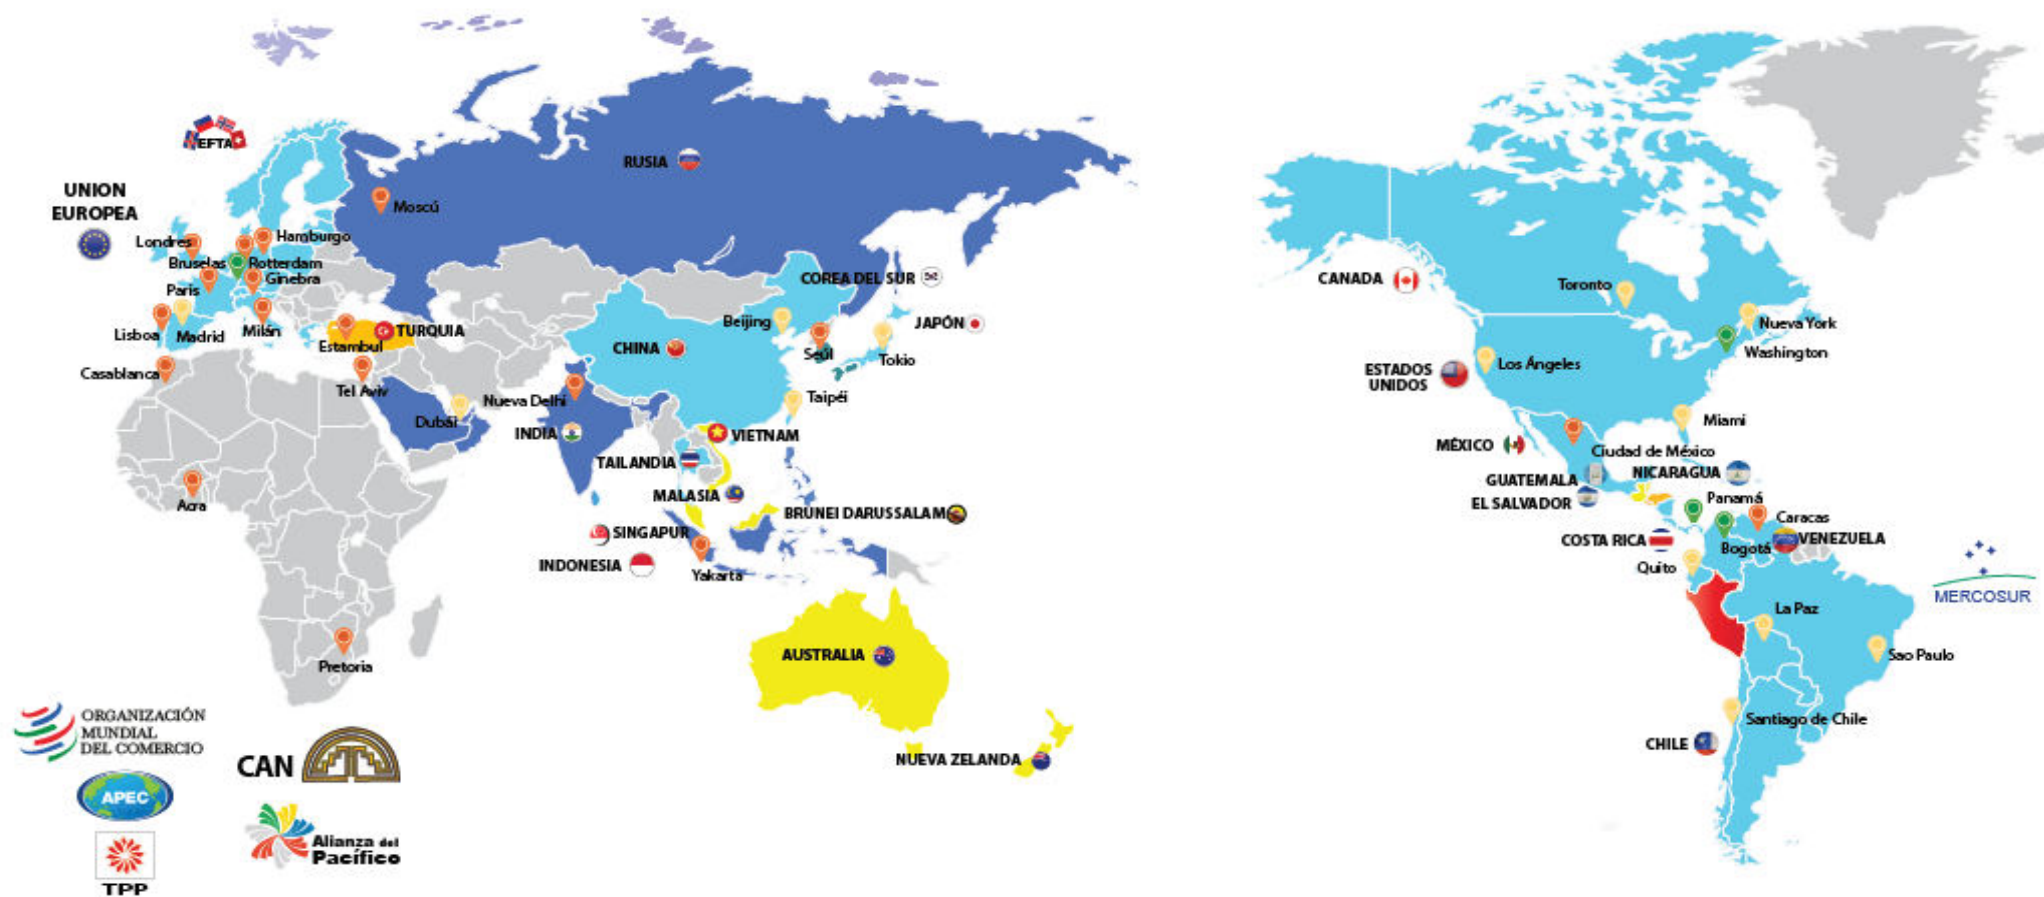 EFTA
UNION
EUROPEA
RUSIA
Moscú
Londres
Hamburgo
Bruselas
Rotterdam
Ginebra
París
Lisboa
Madrid
Milán
TURQUIA
Estambul
Casablanca
Tel Aviv
Dubái
Nueva Delhi
INDIA
Acra
Pretoria
COREA DEL SUR
Beijing
JAPÓN
CHINA
Seúl
Tokio
Taipéi
VIETNAM
TAILANDIA
MALASIA
BRUNEI DARUSSALAM
SINGAPUR
INDONESIA
Yakarta
AUSTRALIA
NUEVA ZELANDA
CANADA
Toronto
Nueva York
Washington
Los Ángeles
ESTADOS
UNIDOS
Miami
MÉXICO
Ciudad de México
GUATEMALA
NICARAGUA
EL SALVADOR
Panamá
Caracas
COSTA RICA
VENEZUELA
Bogotá
Quito
MERCOSUR
La Paz
Sao Paulo
Santiago de Chile
CHILE
ORGANIZACIÓN
MUNDIAL
DEL COMERCIO
CAN
APEC
Alianza del
Pacífico
TPP